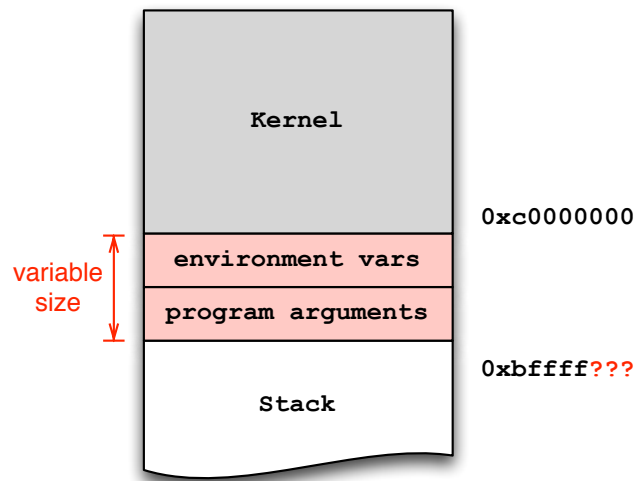 Kernel
0xc0000000
environment vars
variable
size
program arguments
0xbffff???
Stack